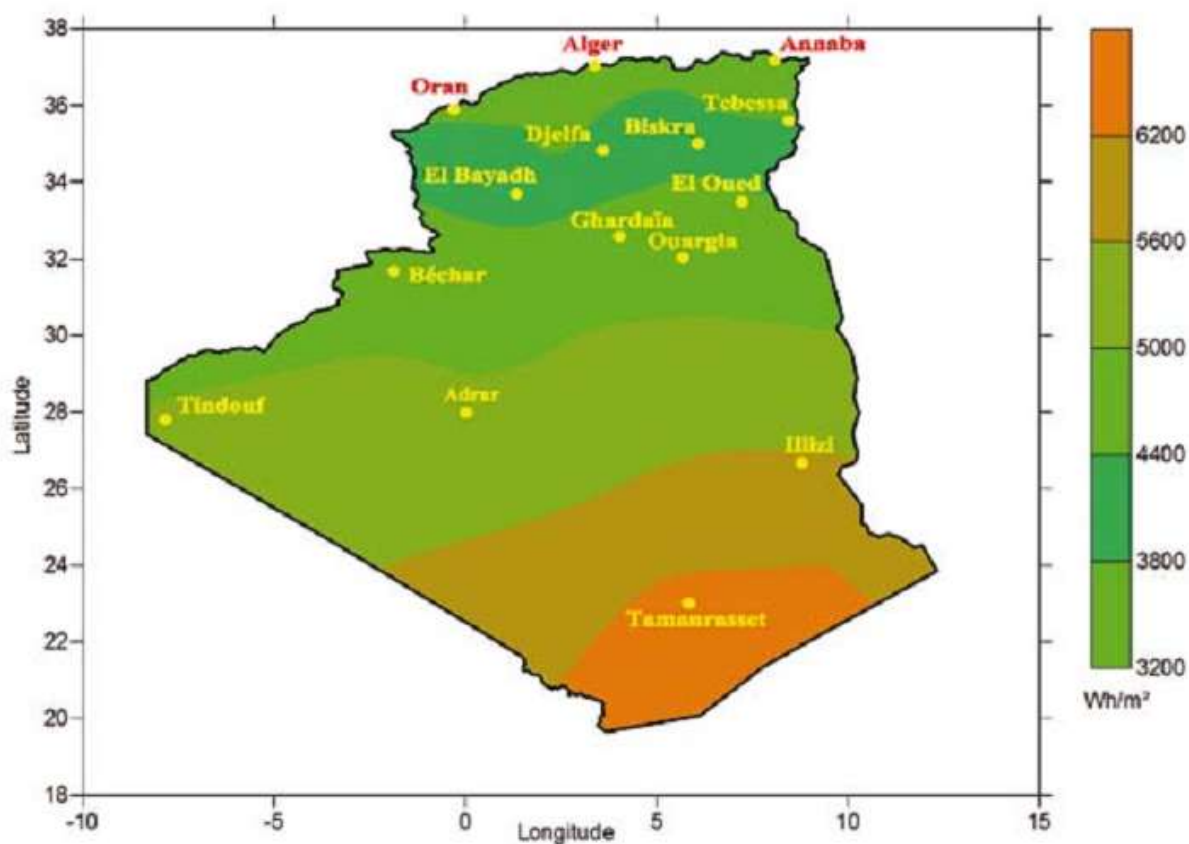 38
36
34
32
30
28
26
24
22
20
18
Latitude
-10
-5
0
5
10
15
Longitude
Alger
Annaba
Oran
Tebessa
Djelfa
Biskra
El Bayadh
El Oued
Ghardaïa
Ouargla
Béchar
Tindouf
Adrar
Illizi
Tamanrasset
6200
5600
5000
4400
3800
3200
Wh/m²